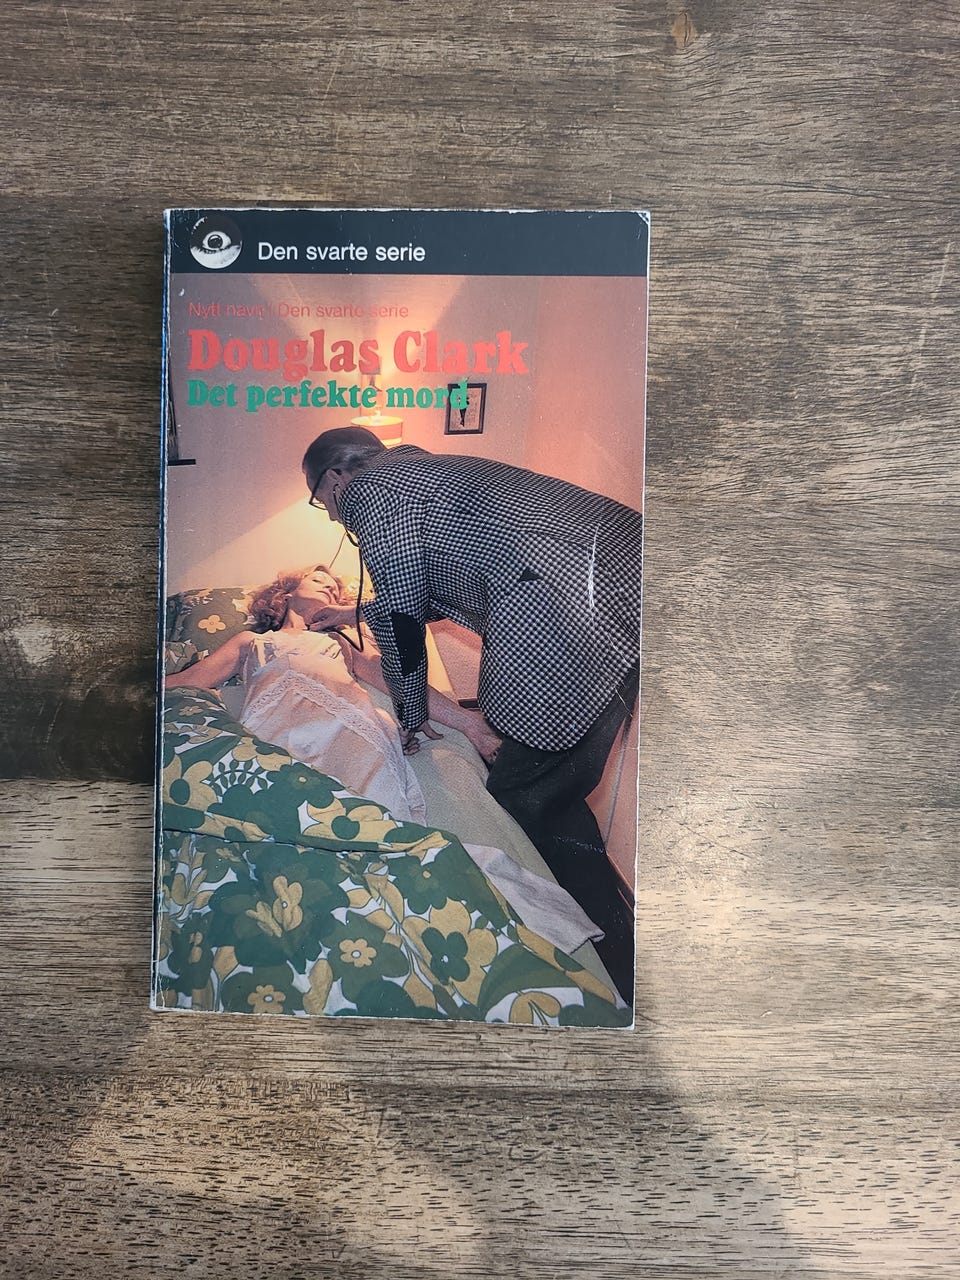 Den svarte serie
Nytt navn i Den svarte serie
Douglas Clark
Det perfekte mord